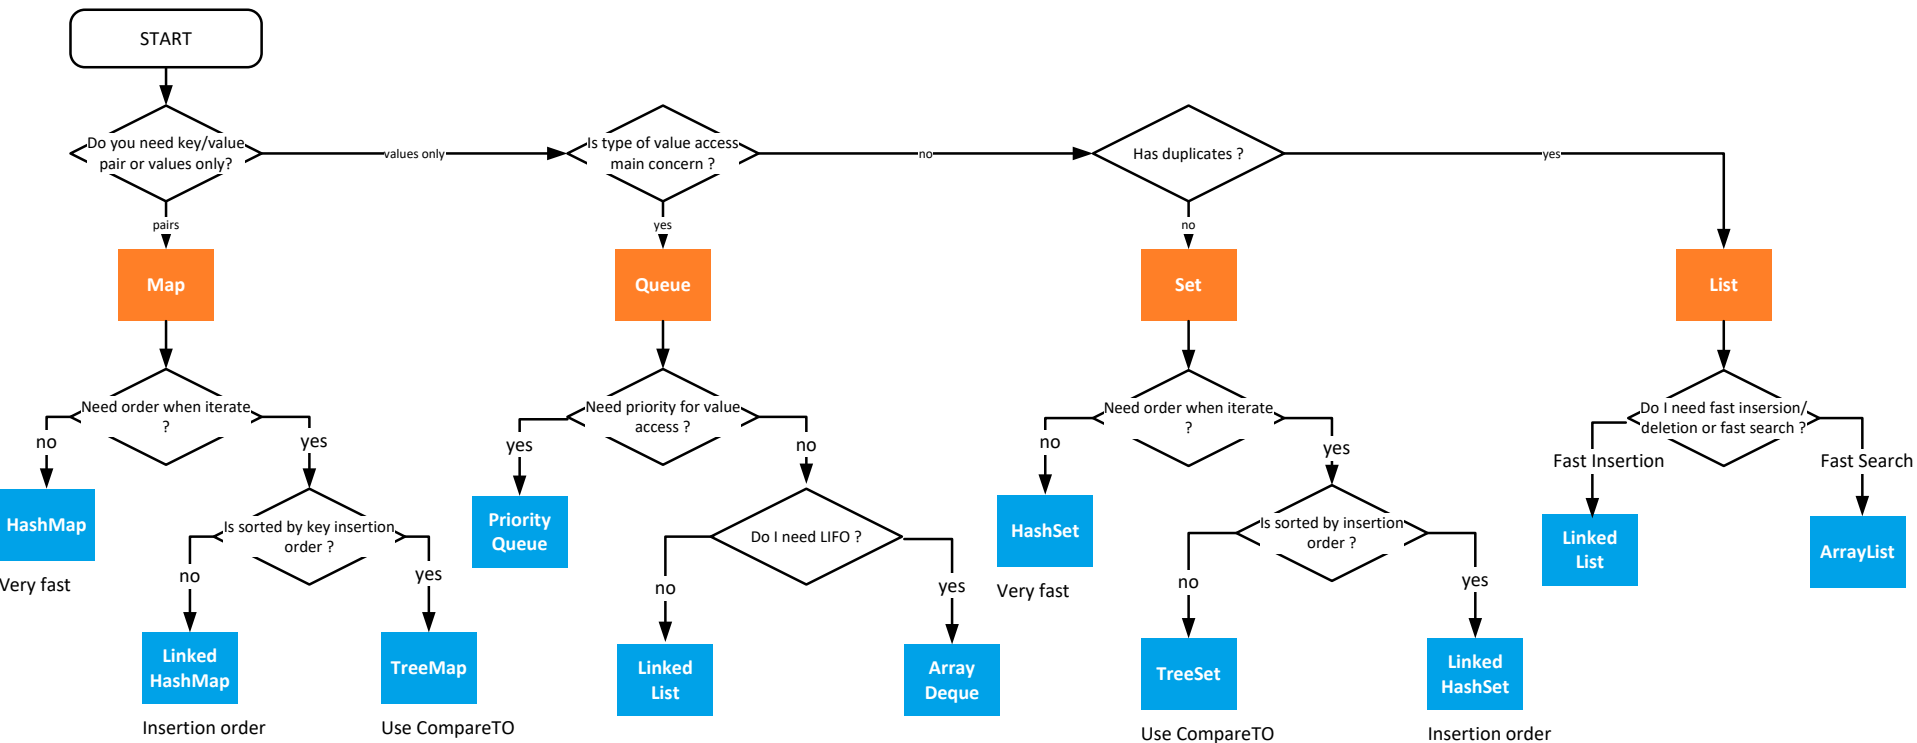 START
Do you need key/value
pair or values only?
values only
Is type of value access
main concern ?
no
Has duplicates ?
yes
pairs
yes
no
Map
Queue
Set
List
Need order when iterate
?
no
yes
Need priority for value
access ?
yes
no
Need order when iterate
?
no
yes
Do I need fast insersion/
deletion or fast search ?
Fast Insertion
Fast Search
HashMap
Very fast
Is sorted by key insertion
order ?
no
yes
Priority
Queue
Do I need LIFO ?
no
yes
HashSet
Very fast
Is sorted by insertion
order ?
no
yes
Linked
List
ArrayList
Linked
HashMap
Insertion order
TreeMap
Use CompareTO
Linked
List
Array
Deque
TreeSet
Use CompareTO
Linked
HashSet
Insertion order